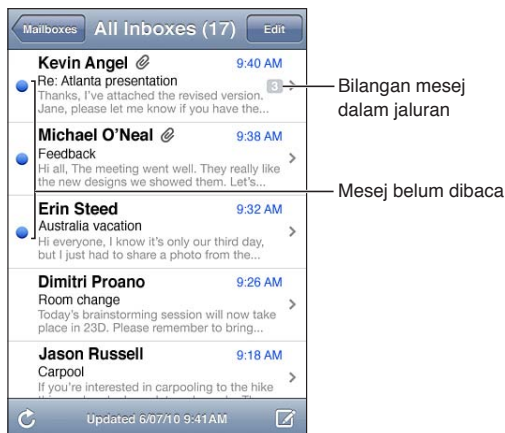 Mailboxes All Inboxes (17) Edit
Kevin Angel 9:40 AM
Re: Atlanta presentation
Thanks, I've attached the revised version. 3
Jane, please let me know if you have the...
Bilangan mesej
dalam jaluran
Michael O'Neal 9:38 AM
Feedback
Hi all, The meeting went well. They really like
the new designs we showed them. Let's...
Mesej belum dibaca
Erin Steed 9:32 AM
Australia vacation
Hi everyone, I know it's only our third day,
but I just had to share a photo from the...
Dimitri Proano 9:26 AM
Room change
Today's brainstorming session will now take
place in 23D. Please remember to bring...
Jason Russell 9:18 AM
Carpool
If you're interested in carpooling to the hike
Updated 6/07/10 9:41AM